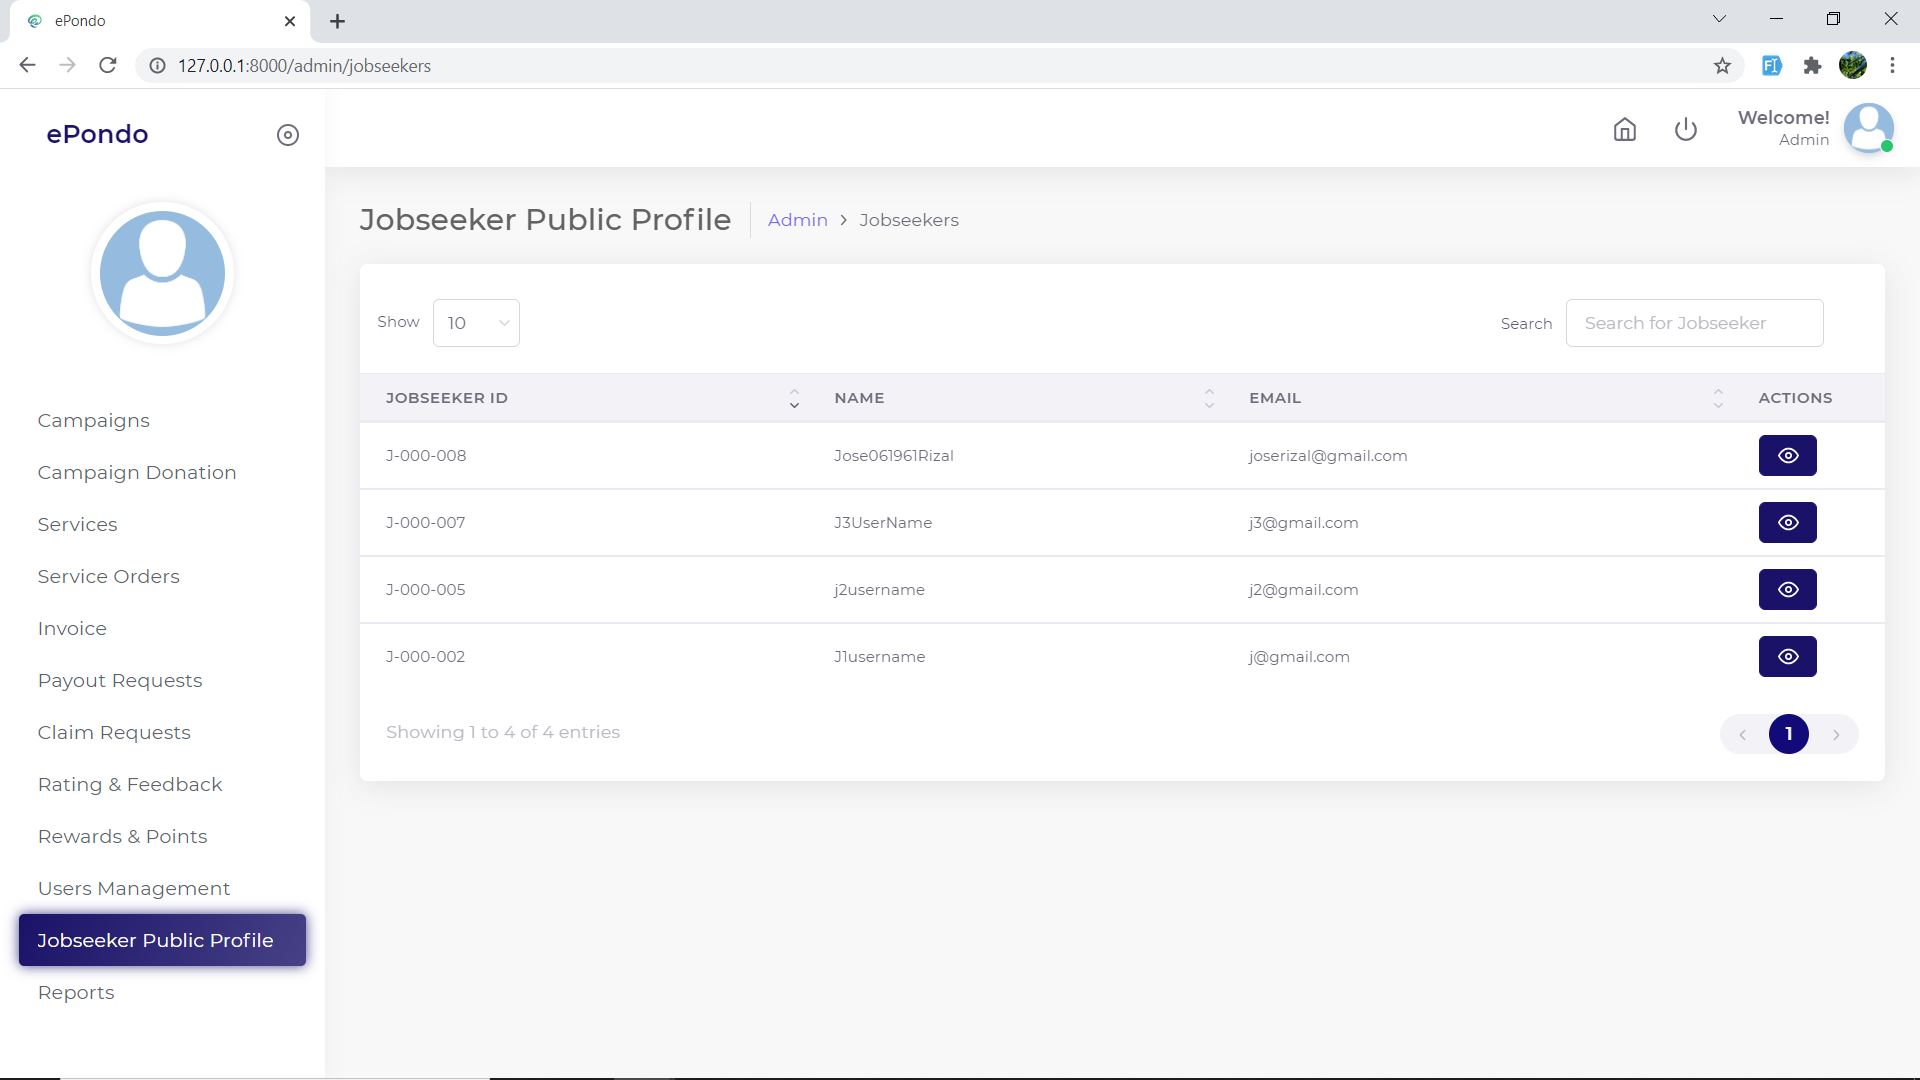 ePondo
127.0.0.1:8000/admin/jobseekers
ePondo
Welcome!
Admin
Campaigns
Campaign Donation
Services
Service Orders
Invoice
Payout Requests
Claim Requests
Rating & Feedback
Rewards & Points
Users Management
Jobseeker Public Profile
Reports
Jobseeker Public Profile Admin > Jobseekers
Show 10 Search Search for Jobseeker
JOBSEEKER ID NAME EMAIL ACTIONS
J-000-008 Jose061961Rizal joserizal@gmail.com
J-000-007 J3UserName j3@gmail.com
J-000-005 j2username j2@gmail.com
J-000-002 J1username j@gmail.com
Showing 1 to 4 of 4 entries 1